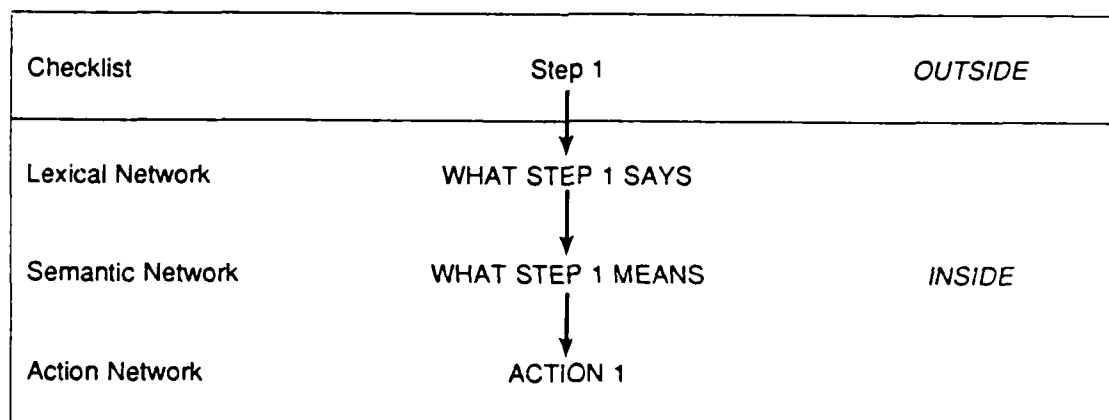 Checklist Step 1 OUTSIDE
Lexical Network WHAT STEP 1 SAYS
Semantic Network WHAT STEP 1 MEANS INSIDE
Action Network ACTION 1